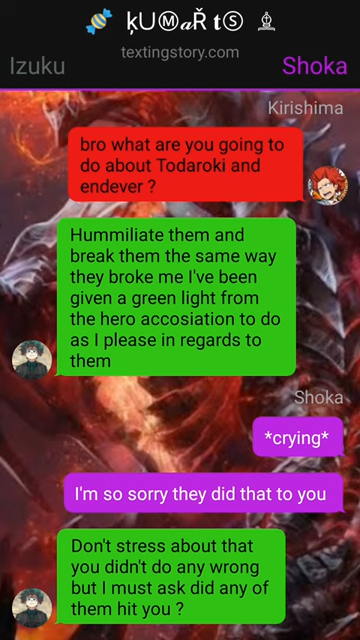 🍬 ķUⓂ𝒶Ř 𝐭Ⓢ ♗
textingstory.com
Izuku
Shoka
Kirishima
bro what are you going to
do about Todaroki and
endever ?
Hummiliate them and
break them the same way
they broke me I've been
given a green light from
the hero accosiation to do
as I please in regards to
them
Shoka
*crying*
I'm so sorry they did that to you
Don't stress about that
you didn't do any wrong
but I must ask did any of
them hit you ?